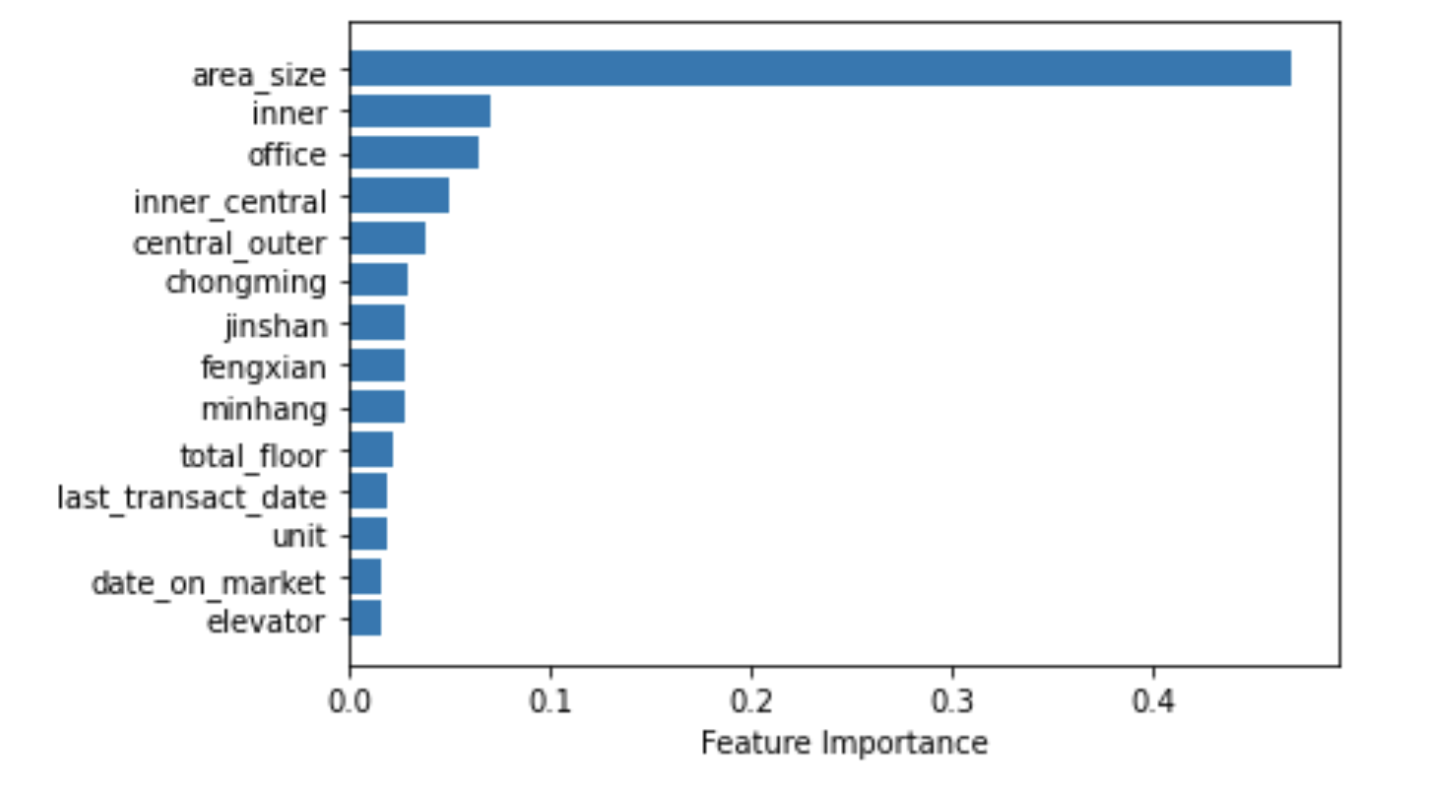 area_size
inner
office
inner_central
central_outer
chongming
jinshan
fengxian
minhang
total_floor
last_transact_date
unit
date_on_market
elevator
0.0 0.1 0.2 0.3 0.4
Feature Importance